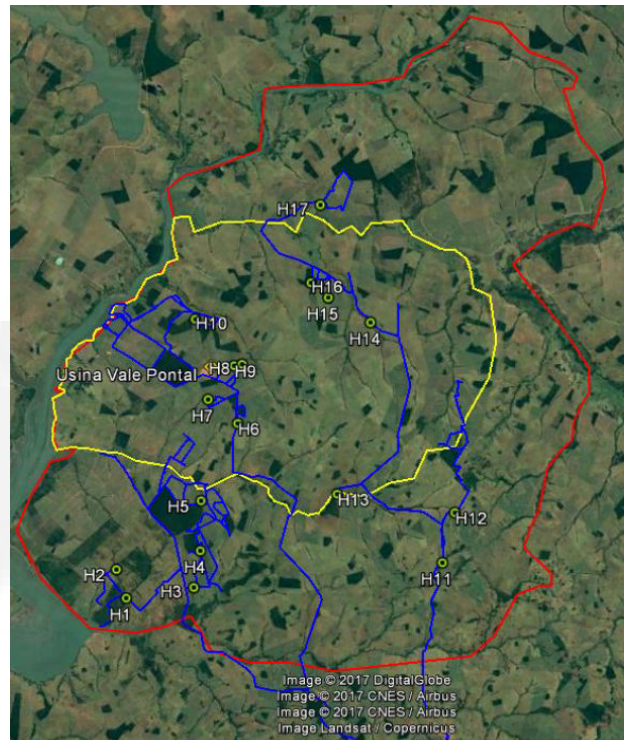 H17
H16
H15
H14
H10
H8
H9
Usina Vale Pontal
H7
H6
H13
H5
H12
H4
H11
H2
H3
H1
Image © 2017 DigitalGlobe
Image © 2017 CNES / Airbus
Image © 2017 CNES / Airbus
Image Landsat / Copernicus